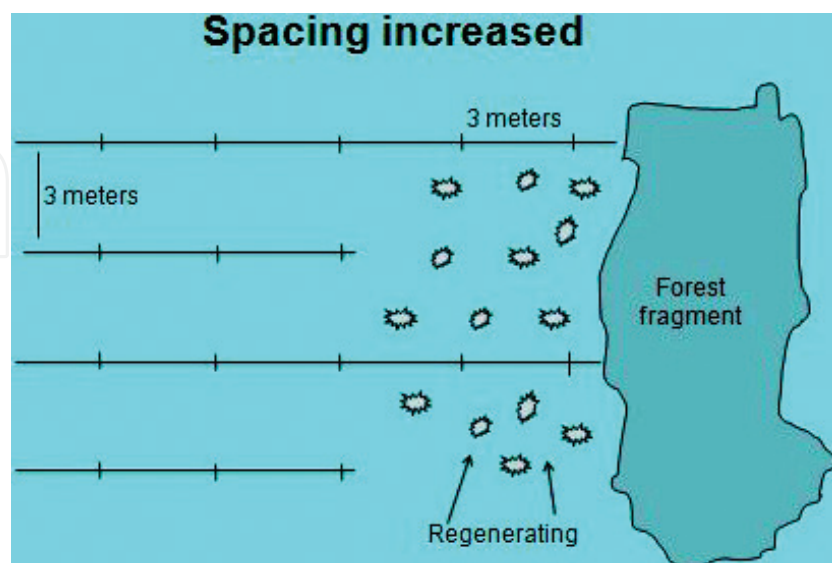 Spacing increased
3 meters
3 meters
Forest
fragment
Regenerating